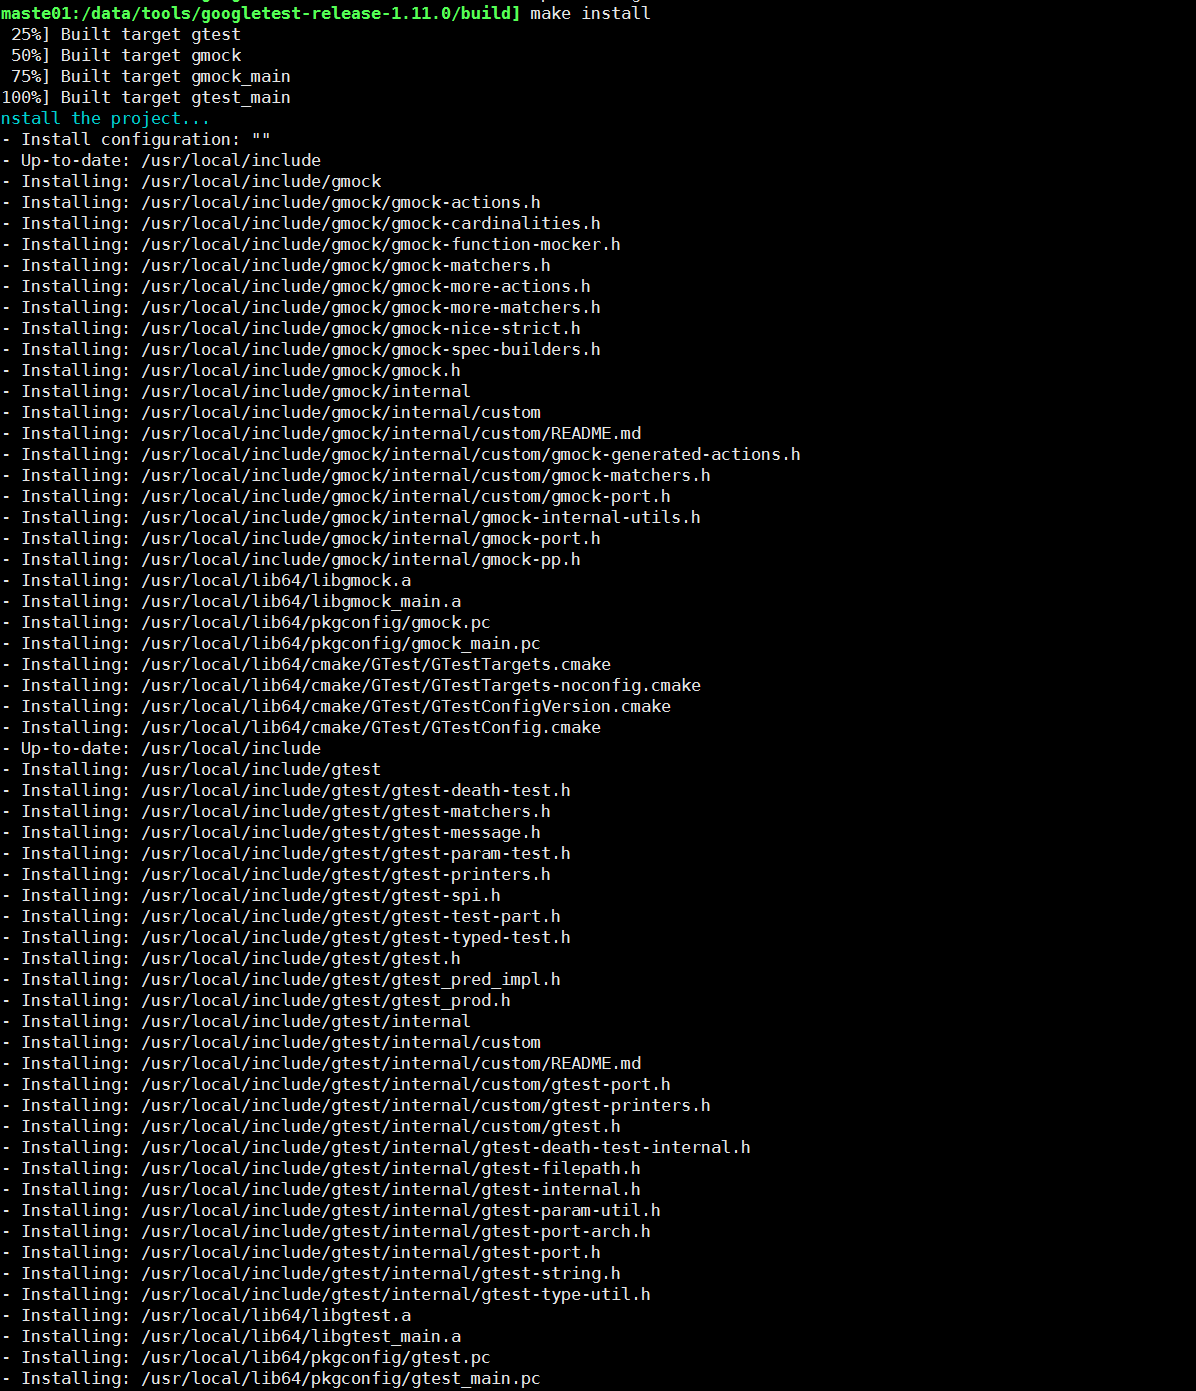 maste01:/data/tools/googletest-release-1.11.0/build] make install
25%] Built target gtest
50%] Built target gmock
75%] Built target gmock_main
100%] Built target gtest_main
nstall the project...
- Install configuration: ""
- Up-to-date: /usr/local/include
- Installing: /usr/local/include/gmock
- Installing: /usr/local/include/gmock/gmock-actions.h
- Installing: /usr/local/include/gmock/gmock-cardinalities.h
- Installing: /usr/local/include/gmock/gmock-function-mocker.h
- Installing: /usr/local/include/gmock/gmock-matchers.h
- Installing: /usr/local/include/gmock/gmock-more-actions.h
- Installing: /usr/local/include/gmock/gmock-more-matchers.h
- Installing: /usr/local/include/gmock/gmock-nice-strict.h
- Installing: /usr/local/include/gmock/gmock-spec-builders.h
- Installing: /usr/local/include/gmock/gmock.h
- Installing: /usr/local/include/gmock/internal
- Installing: /usr/local/include/gmock/internal/custom
- Installing: /usr/local/include/gmock/internal/custom/README.md
- Installing: /usr/local/include/gmock/internal/custom/gmock-generated-actions.h
- Installing: /usr/local/include/gmock/internal/custom/gmock-matchers.h
- Installing: /usr/local/include/gmock/internal/custom/gmock-port.h
- Installing: /usr/local/include/gmock/internal/gmock-internal-utils.h
- Installing: /usr/local/include/gmock/internal/gmock-port.h
- Installing: /usr/local/include/gmock/internal/gmock-pp.h
- Installing: /usr/local/lib64/libgmock.a
- Installing: /usr/local/lib64/libgmock_main.a
- Installing: /usr/local/lib64/pkgconfig/gmock.pc
- Installing: /usr/local/lib64/pkgconfig/gmock_main.pc
- Installing: /usr/local/lib64/cmake/GTest/GTestTargets.cmake
- Installing: /usr/local/lib64/cmake/GTest/GTestTargets-noconfig.cmake
- Installing: /usr/local/lib64/cmake/GTest/GTestConfigVersion.cmake
- Installing: /usr/local/lib64/cmake/GTest/GTestConfig.cmake
- Up-to-date: /usr/local/include
- Installing: /usr/local/include/gtest
- Installing: /usr/local/include/gtest/gtest-death-test.h
- Installing: /usr/local/include/gtest/gtest-matchers.h
- Installing: /usr/local/include/gtest/gtest-message.h
- Installing: /usr/local/include/gtest/gtest-param-test.h
- Installing: /usr/local/include/gtest/gtest-printers.h
- Installing: /usr/local/include/gtest/gtest-spi.h
- Installing: /usr/local/include/gtest/gtest-test-part.h
- Installing: /usr/local/include/gtest/gtest-typed-test.h
- Installing: /usr/local/include/gtest/gtest.h
- Installing: /usr/local/include/gtest/gtest_pred_impl.h
- Installing: /usr/local/include/gtest/gtest_prod.h
- Installing: /usr/local/include/gtest/internal
- Installing: /usr/local/include/gtest/internal/custom
- Installing: /usr/local/include/gtest/internal/custom/README.md
- Installing: /usr/local/include/gtest/internal/custom/gtest-port.h
- Installing: /usr/local/include/gtest/internal/custom/gtest-printers.h
- Installing: /usr/local/include/gtest/internal/custom/gtest.h
- Installing: /usr/local/include/gtest/internal/gtest-death-test-internal.h
- Installing: /usr/local/include/gtest/internal/gtest-filepath.h
- Installing: /usr/local/include/gtest/internal/gtest-internal.h
- Installing: /usr/local/include/gtest/internal/gtest-param-util.h
- Installing: /usr/local/include/gtest/internal/gtest-port-arch.h
- Installing: /usr/local/include/gtest/internal/gtest-port.h
- Installing: /usr/local/include/gtest/internal/gtest-string.h
- Installing: /usr/local/include/gtest/internal/gtest-type-util.h
- Installing: /usr/local/lib64/libgtest.a
- Installing: /usr/local/lib64/libgtest_main.a
- Installing: /usr/local/lib64/pkgconfig/gtest.pc
- Installing: /usr/local/lib64/pkgconfig/gtest_main.pc